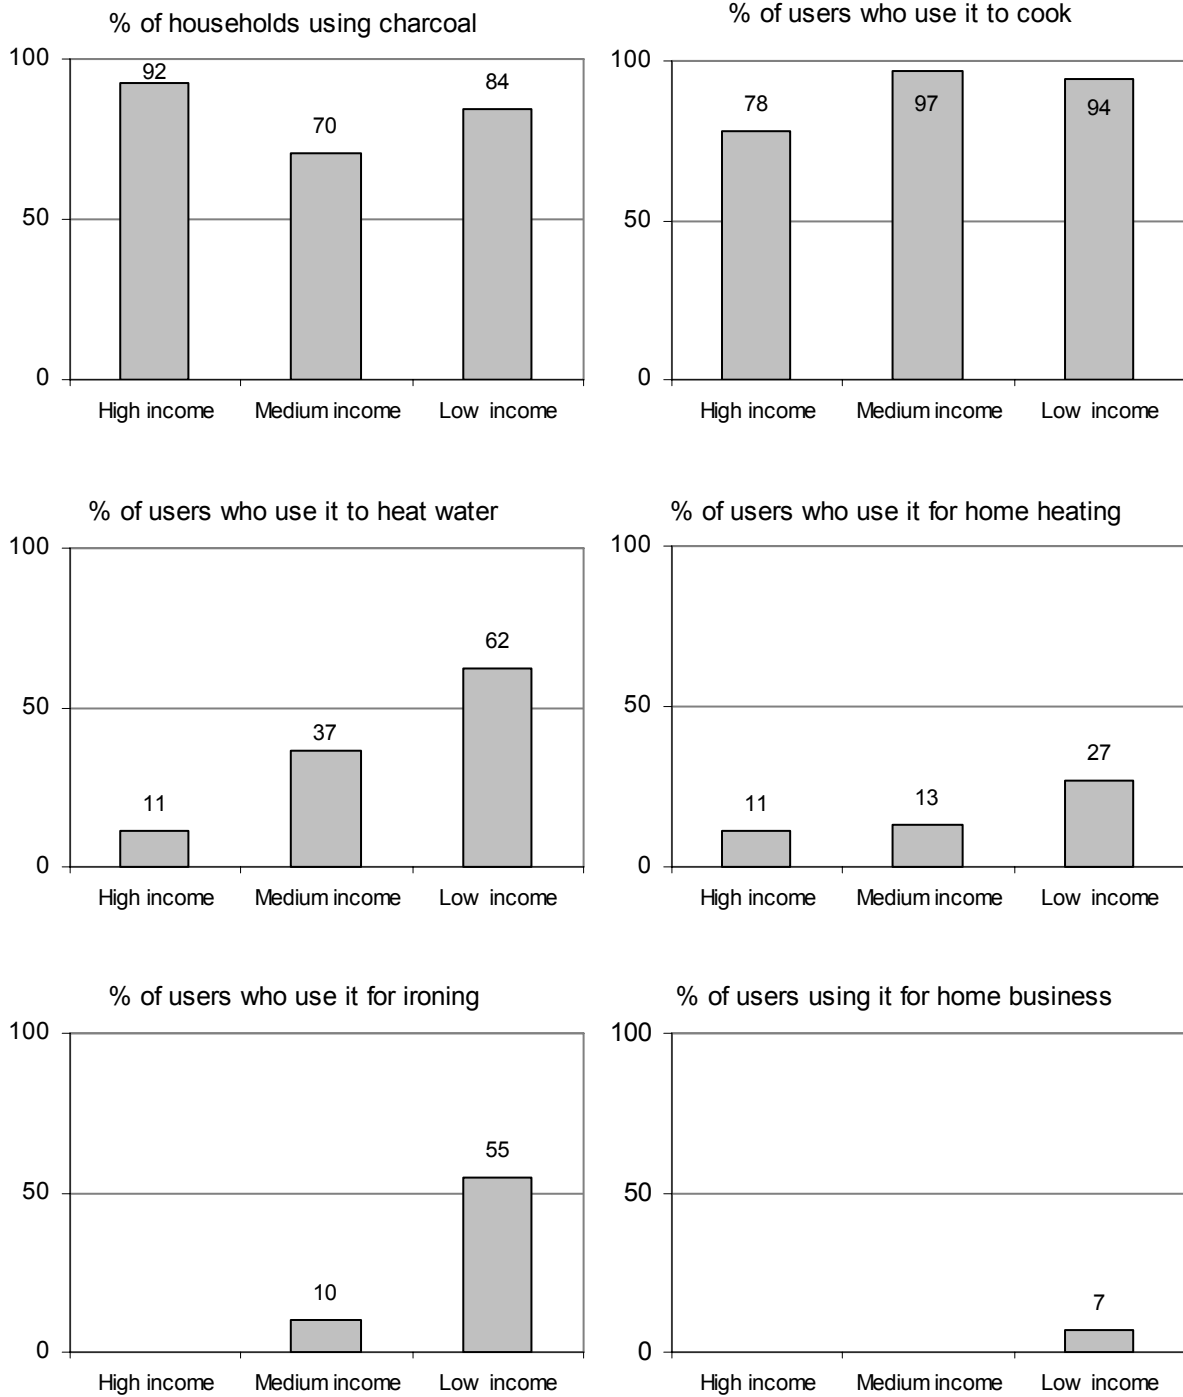 % of households using charcoal
100
92
84
70
50
0
High income Medium income Low income
% of users who use it to cook
100
78
97
94
50
0
High income Medium income Low income
% of users who use it to heat water
100
62
50
37
11
0
High income Medium income Low income
% of users who use it for home heating
100
50
27
13
11
0
High income Medium income Low income
% of users who use it for ironing
100
55
50
10
0
High income Medium income Low income
% of users using it for home business
100
50
7
0
High income Medium income Low income